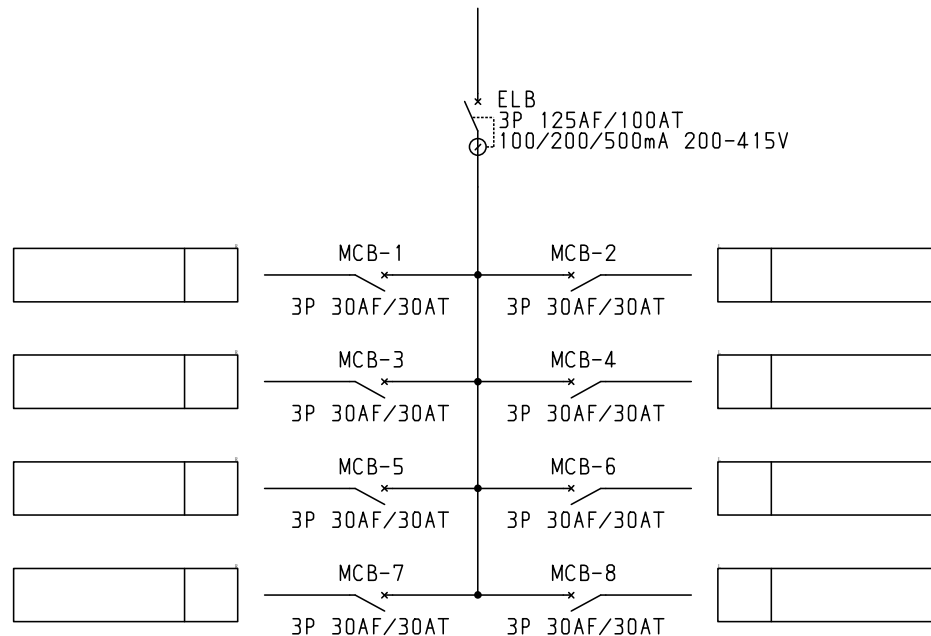 ELB
3P 125AF/100AT
100/200/500mA 200-415V
MCB-1
MCB-2
3P 30AF/30AT
3P 30AF/30AT
MCB-3
MCB-4
3P 30AF/30AT
3P 30AF/30AT
MCB-5
MCB-6
3P 30AF/30AT
3P 30AF/30AT
MCB-7
MCB-8
3P 30AF/30AT
3P 30AF/30AT